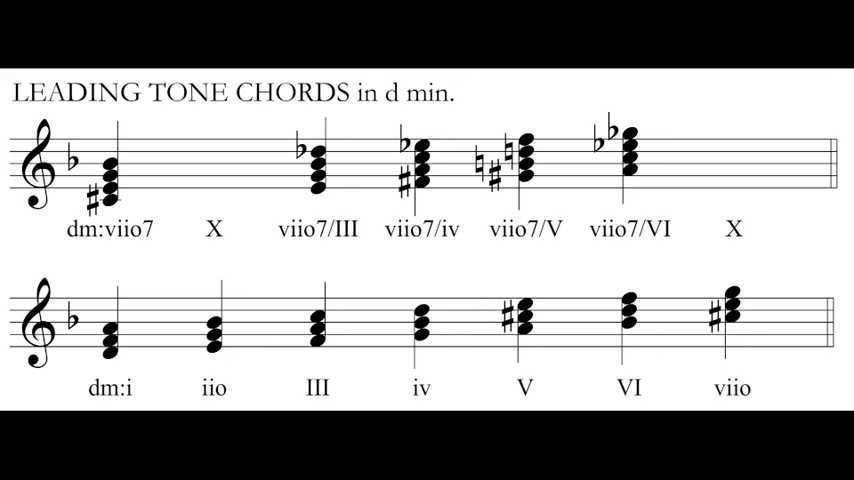 LEADING TONE CHORDS in d min.
dm:viio7 X viio7/III viio7/iv viio7/V viio7/VI X
dm:i iio III iv V VI viio